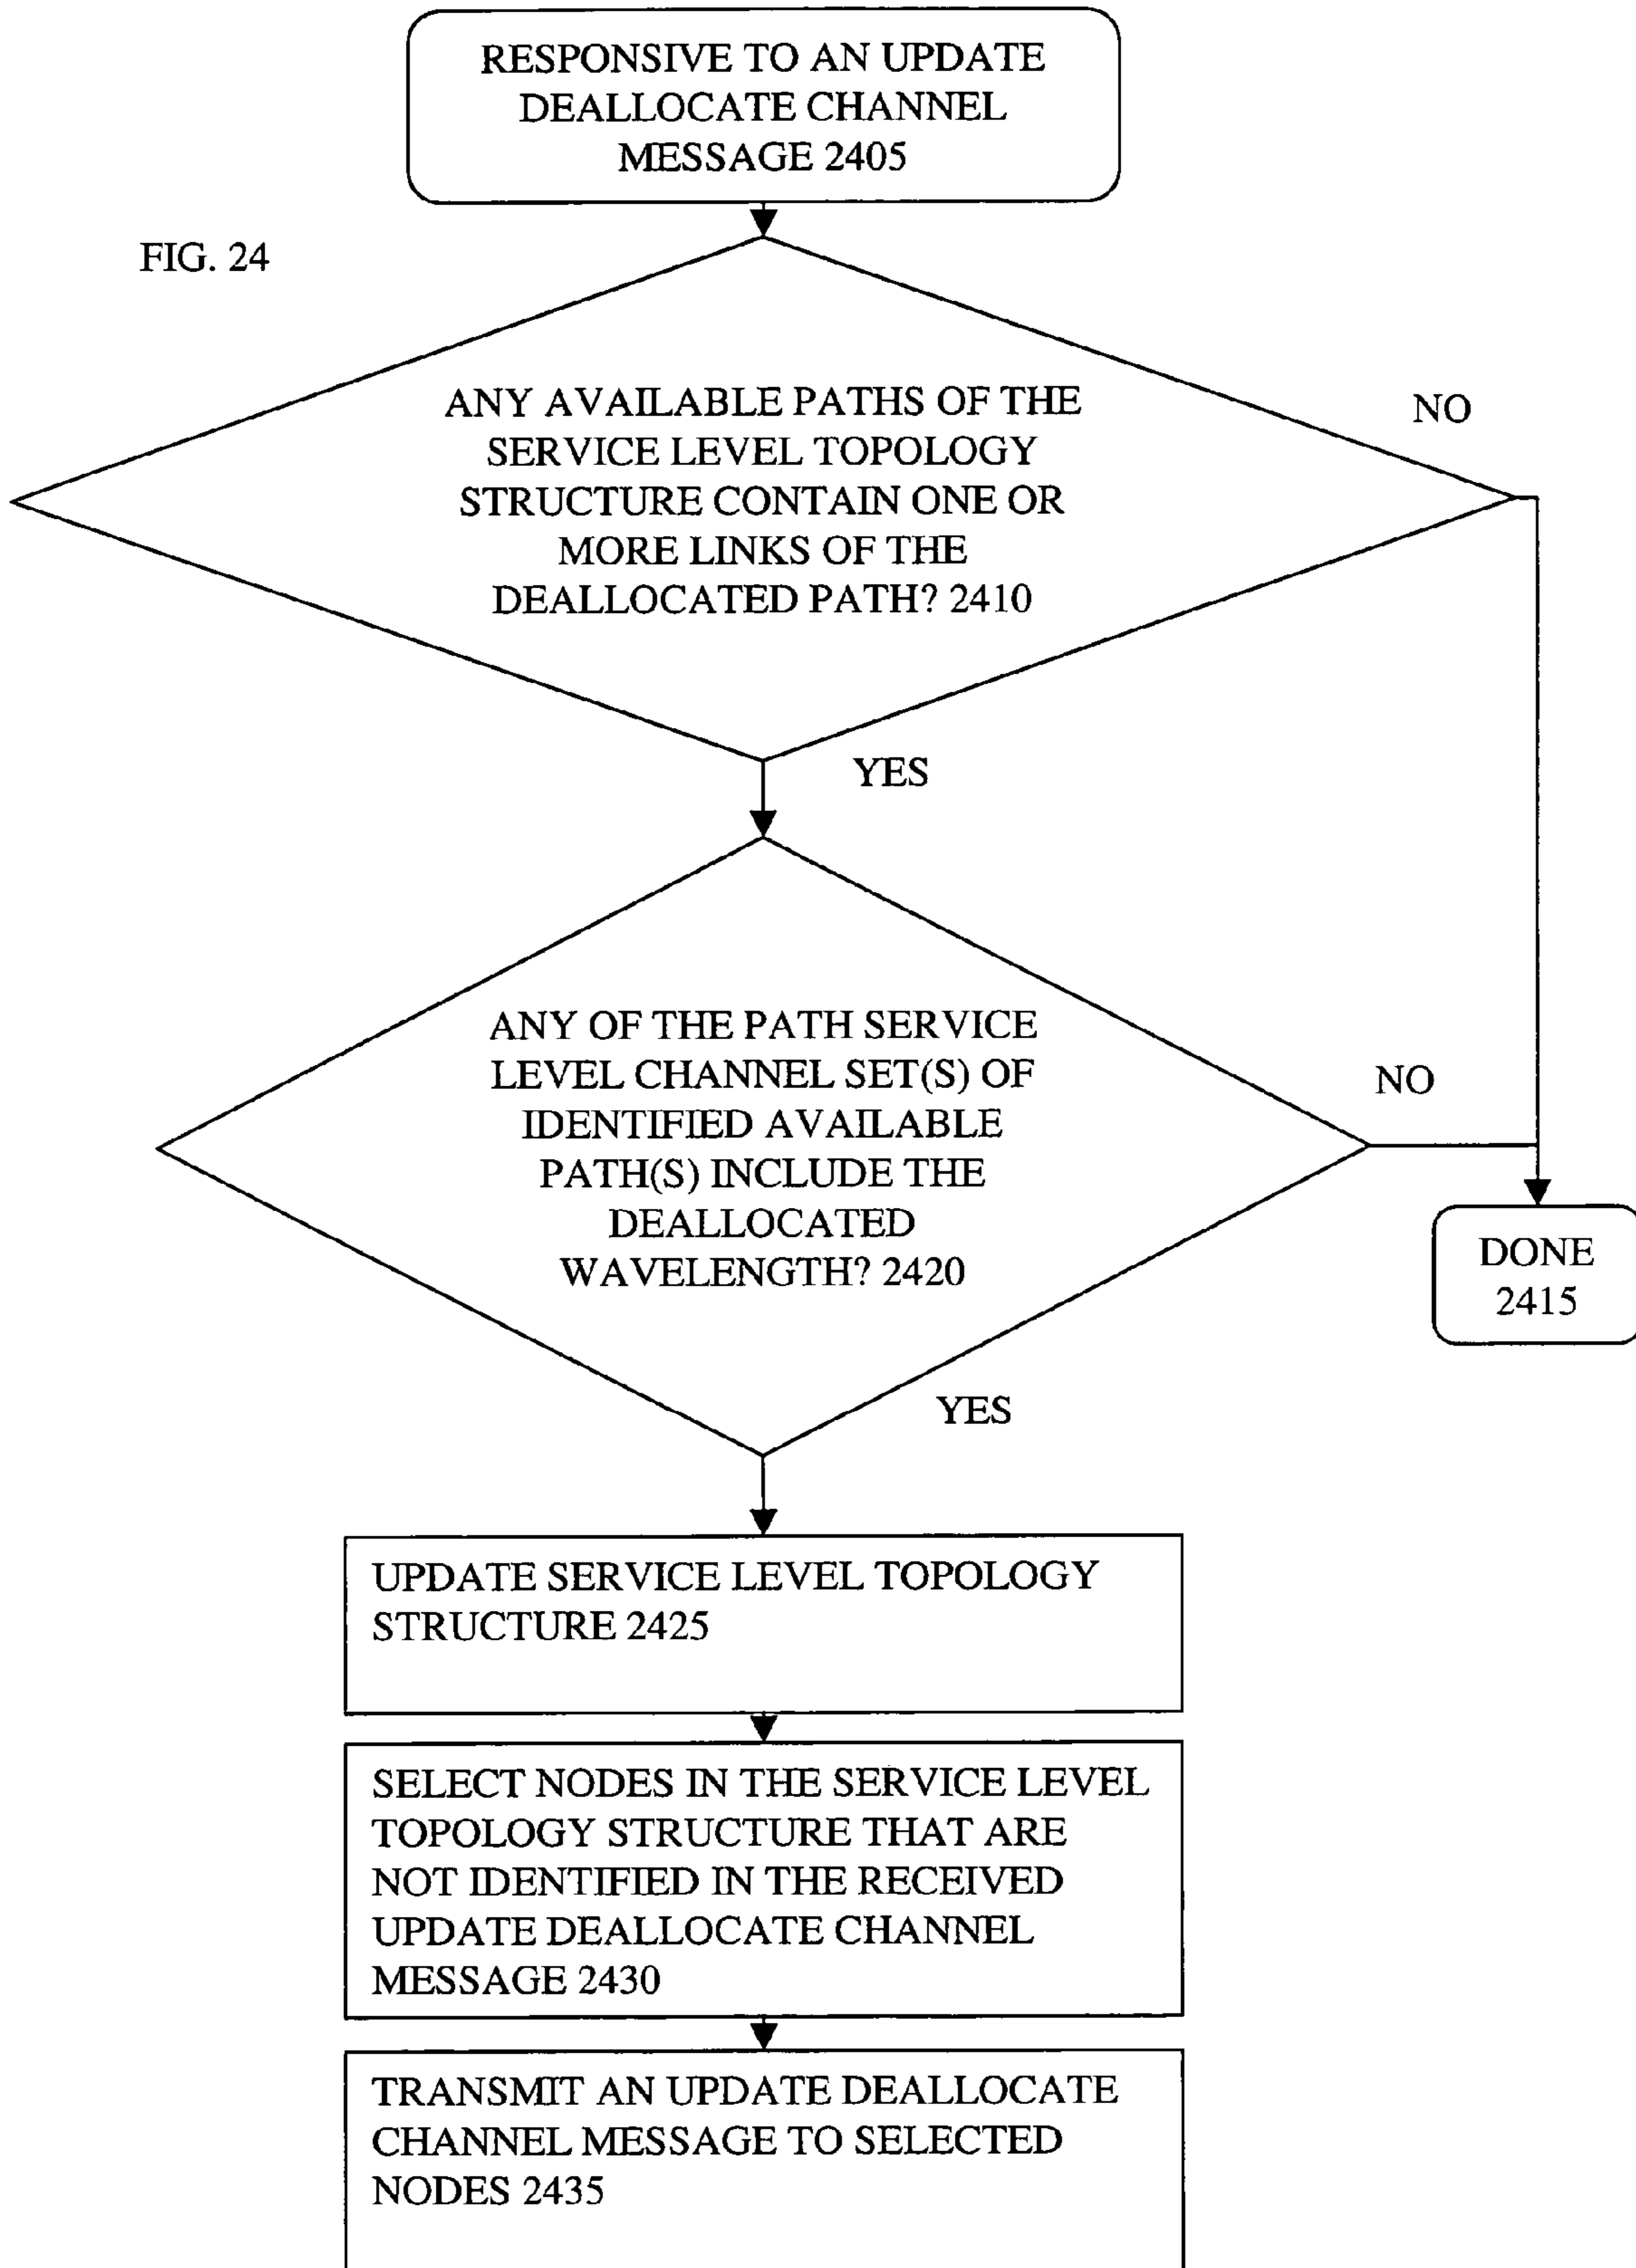 RESPONSIVE TO AN UPDATE
DEALLOCATE CHANNEL
MESSAGE 2405
FIG. 24
ANY AVAILABLE PATHS OF THE
SERVICE LEVEL TOPOLOGY
STRUCTURE CONTAIN ONE OR
MORE LINKS OF THE
DEALLOCATED PATH? 2410
NO
YES
ANY OF THE PATH SERVICE
LEVEL CHANNEL SET(S) OF
IDENTIFIED AVAILABLE
PATH(S) INCLUDE THE
DEALLOCATED
WAVELENGTH? 2420
NO
DONE
2415
YES
UPDATE SERVICE LEVEL TOPOLOGY
STRUCTURE 2425
SELECT NODES IN THE SERVICE LEVEL
TOPOLOGY STRUCTURE THAT ARE
NOT IDENTIFIED IN THE RECEIVED
UPDATE DEALLOCATE CHANNEL
MESSAGE 2430
TRANSMIT AN UPDATE DEALLOCATE
CHANNEL MESSAGE TO SELECTED
NODES 2435